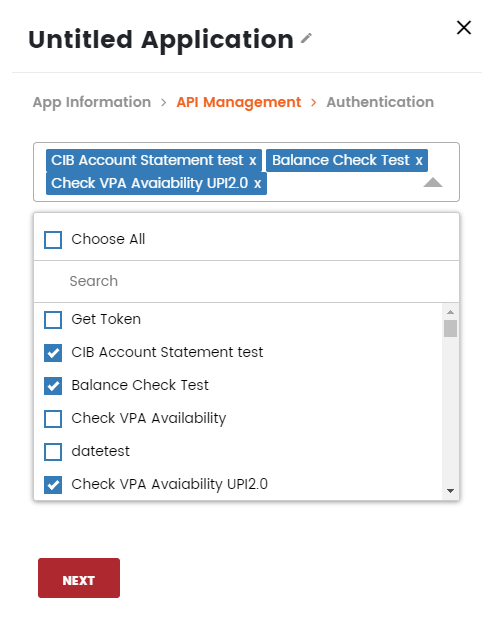 Untitled Application
App Information > API Management > Authentication
CIB Account Statement test x Balance Check Test x
Check VPA Avaiability UPI2.0 x
Choose All
Search
Get Token
CIB Account Statement test
Balance Check Test
Check VPA Availability
datetest
Check VPA Avaiability UPI2.0
NEXT